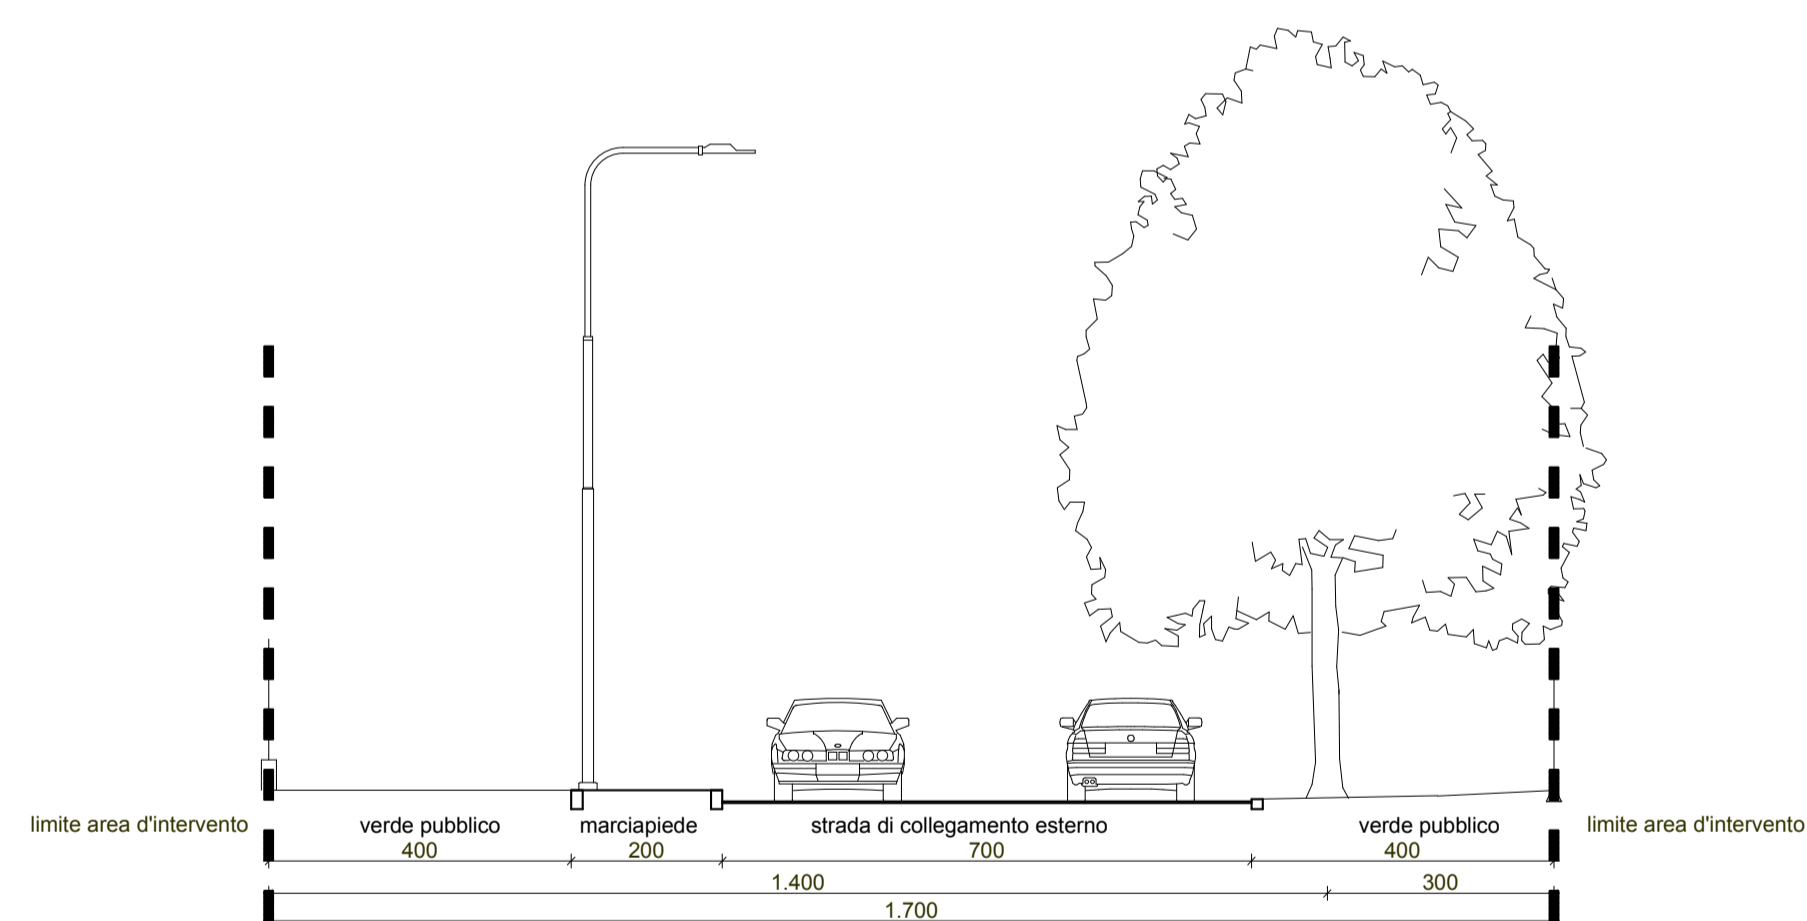 limite area d'intervento verde pubblico marciapiede strada di collegamento esterno verde pubblico limite area d'intervento
400 200 700 400
1.400 300
1.700